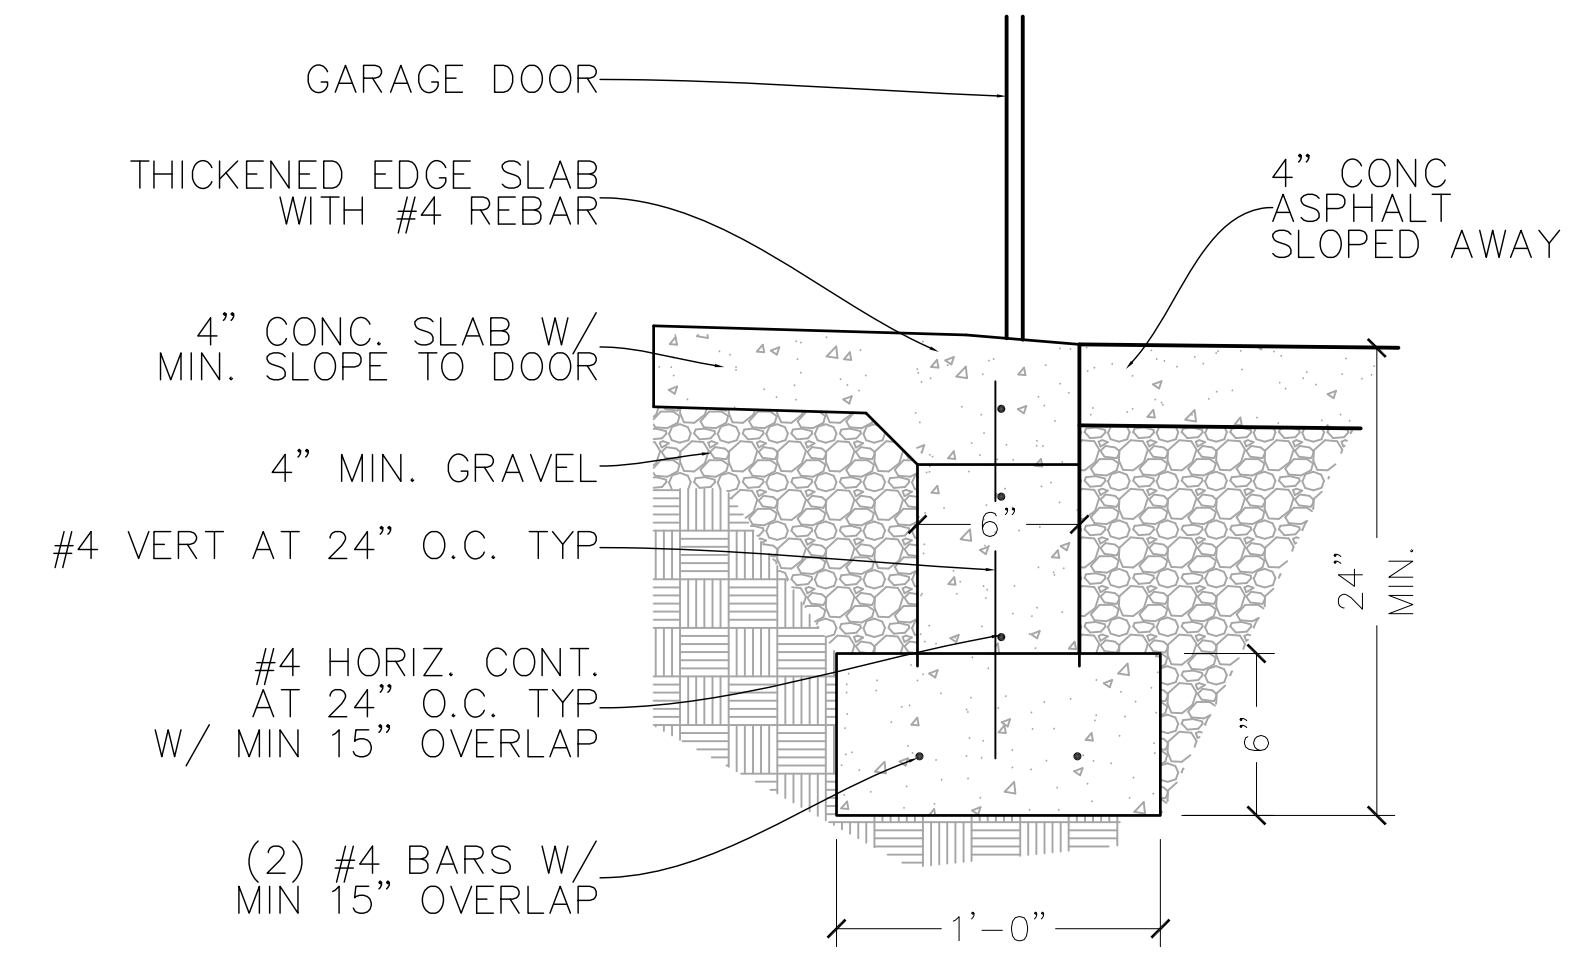 GARAGE DOOR
THICKENED EDGE SLAB
WITH #4 REBAR
4" CONC
ASPHALT
SLOPED AWAY
4" CONC. SLAB W/
MIN. SLOPE TO DOOR
4" MIN. GRAVEL
6"
#4 VERT AT 24" O.C. TYP
24"
MIN.
#4 HORIZ. CONT.
AT 24" O.C. TYP
W/ MIN 15" OVERLAP
6"
(2) #4 BARS W/
MIN 15" OVERLAP
1'-0"